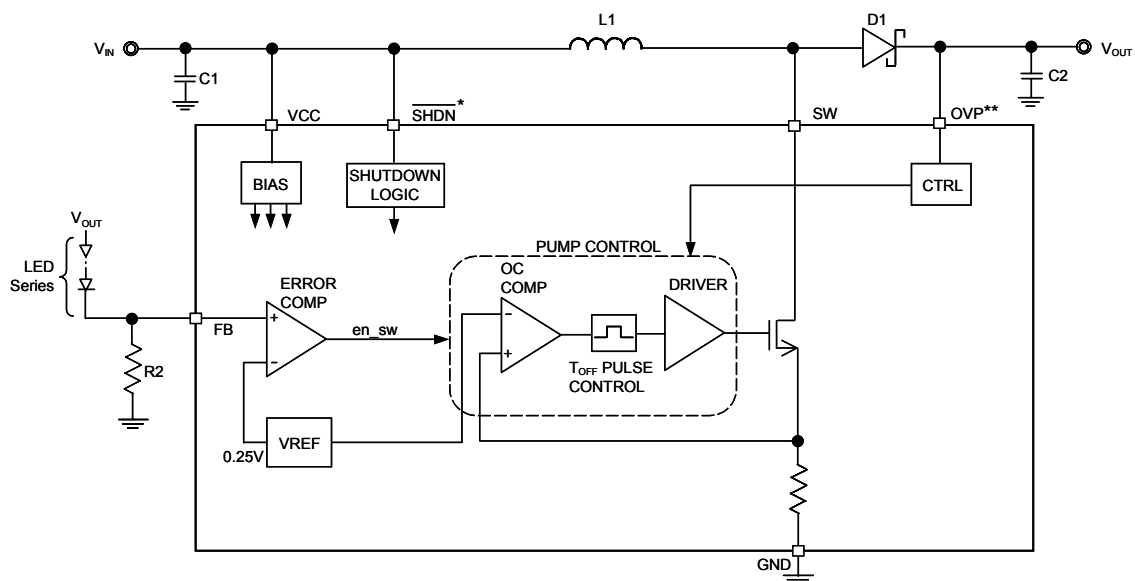 L1
D1
VIN
VOUT
C1
C2
VCC
SHDN*
SW
OVP**
BIAS
SHUTDOWN
LOGIC
CTRL
VOUT
LED
Series
PUMP CONTROL
OC
COMP
DRIVER
ERROR
COMP
+
-
en_sw
-
+
FB
TOFF PULSE
CONTROL
R2
VREF
0.25V
GND